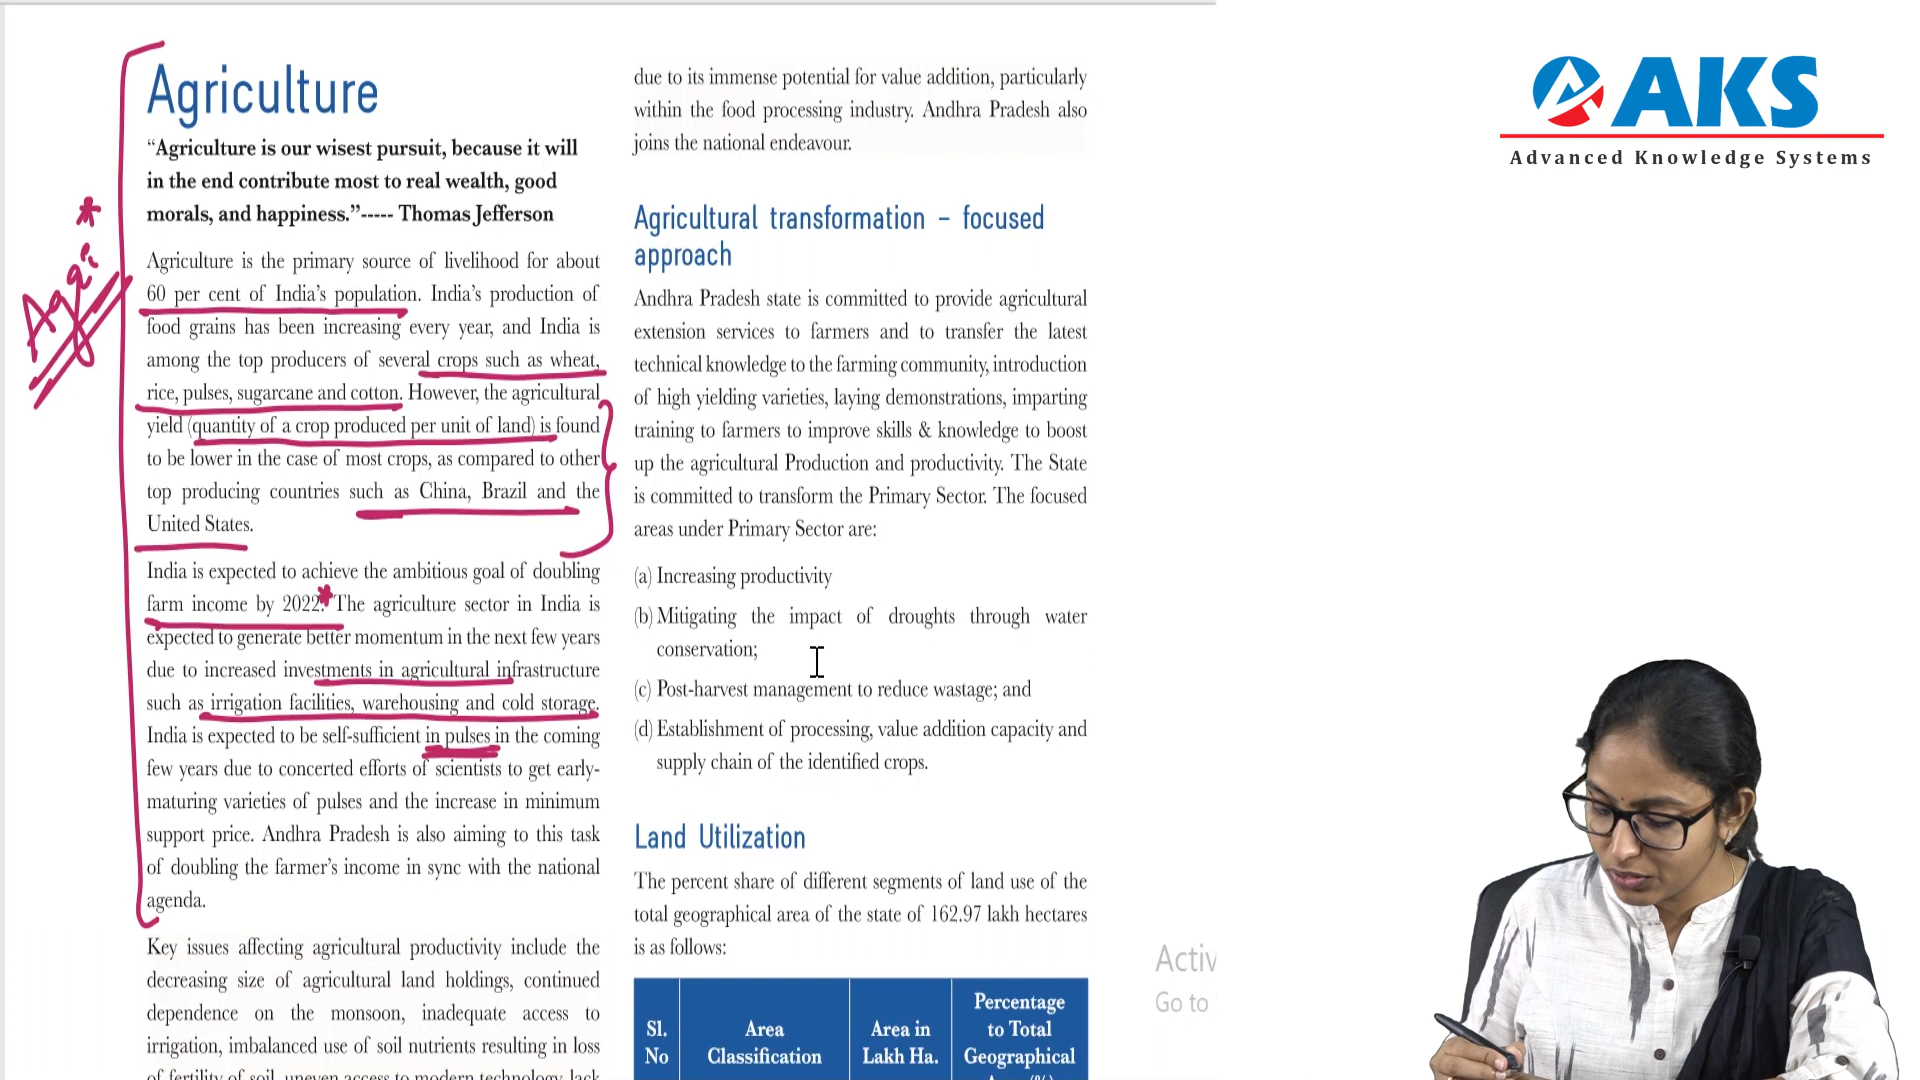 Agriculture
“Agriculture is our wisest pursuit, because it will
in the end contribute most to real wealth, good
morals, and happiness.”----- Thomas Jefferson
Agriculture is the primary source of livelihood for about
60 per cent of India’s population. India’s production of
food grains has been increasing every year, and India is
among the top producers of several crops such as wheat,
rice, pulses, sugarcane and cotton. However, the agricultural
yield (quantity of a crop produced per unit of land) is found
to be lower in the case of most crops, as compared to other
top producing countries such as China, Brazil and the
United States.
India is expected to achieve the ambitious goal of doubling
farm income by 2022. The agriculture sector in India is
expected to generate better momentum in the next few years
due to increased investments in agricultural infrastructure
such as irrigation facilities, warehousing and cold storage.
India is expected to be self-sufficient in pulses in the coming
few years due to concerted efforts of scientists to get early-
maturing varieties of pulses and the increase in minimum
support price. Andhra Pradesh is also aiming to this task
of doubling the farmer’s income in sync with the national
agenda.
Key issues affecting agricultural productivity include the
decreasing size of agricultural land holdings, continued
dependence on the monsoon, inadequate access to
irrigation, imbalanced use of soil nutrients resulting in loss
of fertility of soil, uneven access to modern technology, lack
due to its immense potential for value addition, particularly
within the food processing industry. Andhra Pradesh also
joins the national endeavour.
Agricultural transformation – focused
approach
Andhra Pradesh state is committed to provide agricultural
extension services to farmers and to transfer the latest
technical knowledge to the farming community, introduction
of high yielding varieties, laying demonstrations, imparting
training to farmers to improve skills & knowledge to boost
up the agricultural Production and productivity. The State
is committed to transform the Primary Sector. The focused
areas under Primary Sector are:
(a) Increasing productivity
(b) Mitigating the impact of droughts through water
conservation;
(c) Post-harvest management to reduce wastage; and
(d) Establishment of processing, value addition capacity and
supply chain of the identified crops.
Land Utilization
The percent share of different segments of land use of the
total geographical area of the state of 162.97 lakh hectares
is as follows:
Sl. No
Area Classification
Area in Lakh Ha.
Percentage to Total Geographical
AKS
Advanced Knowledge Systems
Activ
Go to